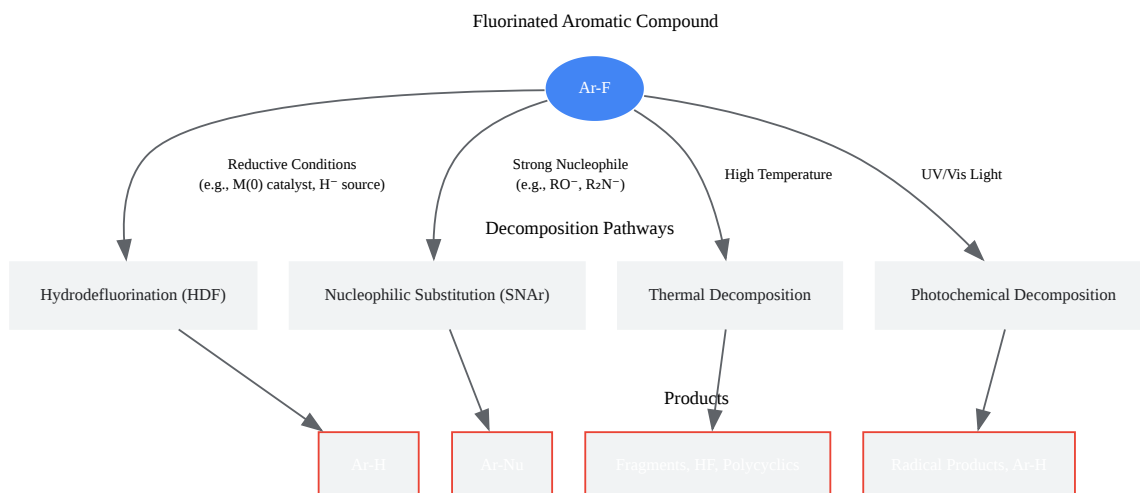 Fluorinated Aromatic Compound
Ar-F
Reductive Conditions
(e.g., M(0) catalyst, H⁻ source)
Strong Nucleophile
(e.g., RO⁻, R₂N⁻)
High Temperature
UV/Vis Light
Decomposition Pathways
Hydrodefluorination (HDF)
Nucleophilic Substitution (SNAr)
Thermal Decomposition
Photochemical Decomposition
Products
Ar-H
Ar-Nu
Fragments, HF, Polycyclics
Radical Products, Ar-H